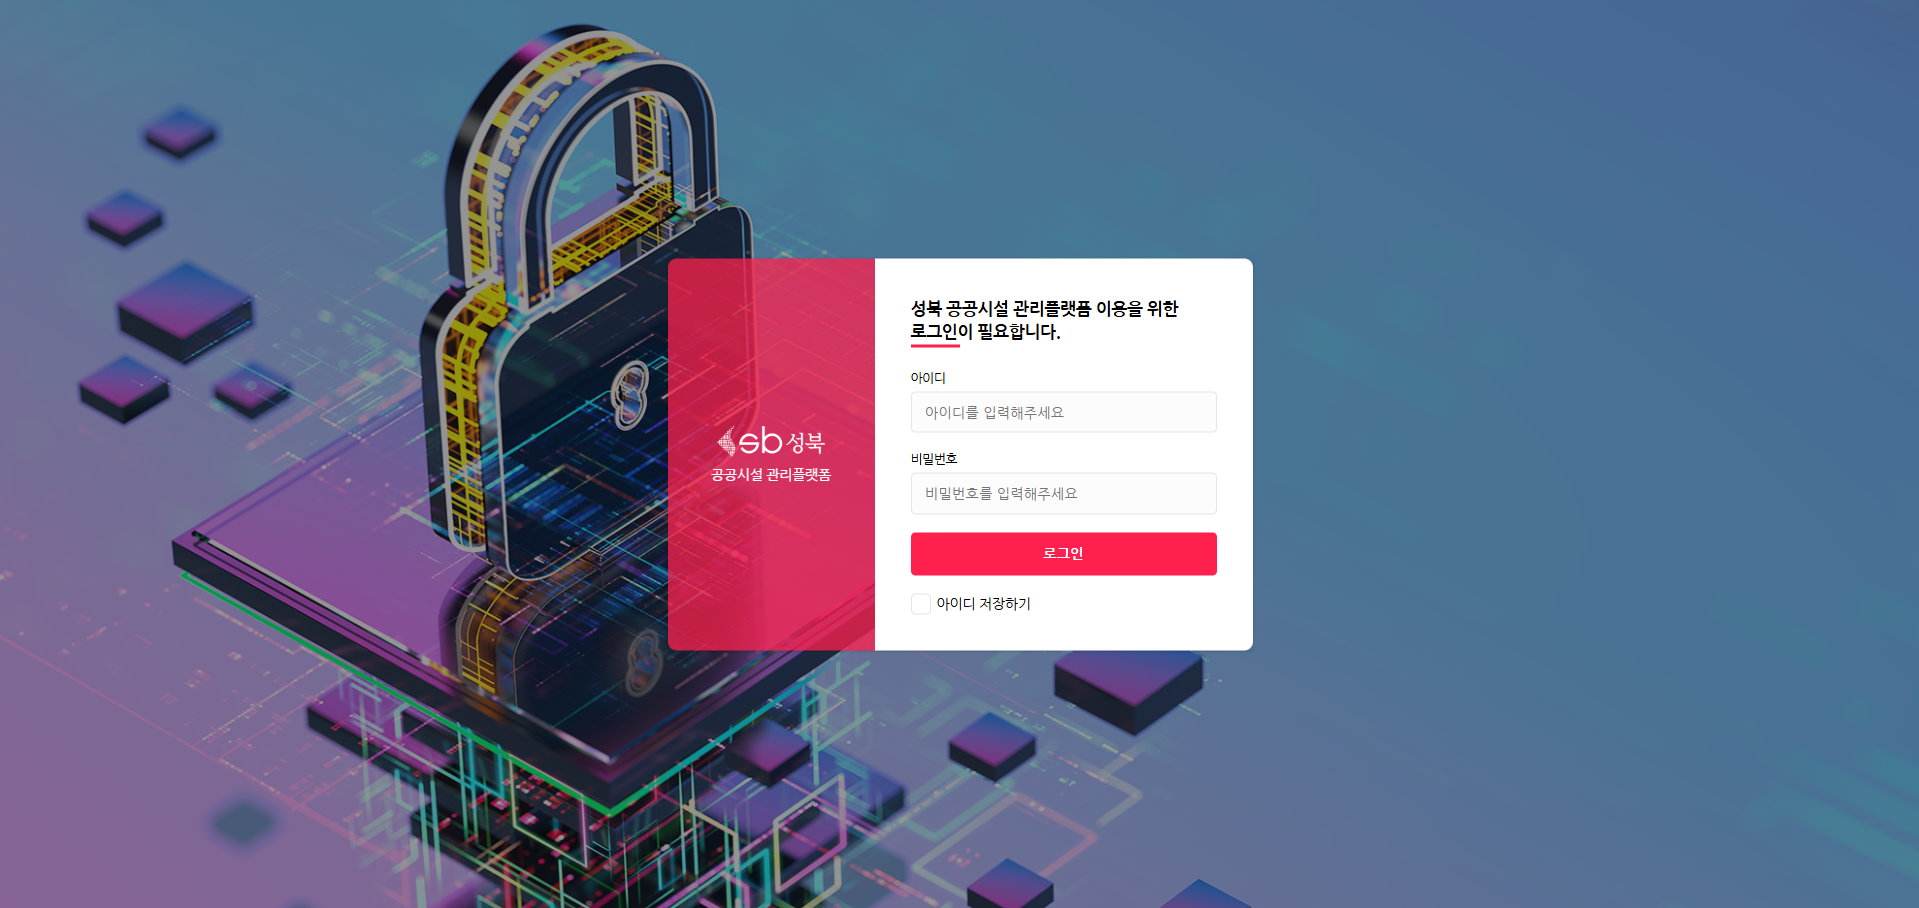 sb 성북
공공시설 관리플랫폼
성북 공공시설 관리플랫폼 이용을 위한
로그인이 필요합니다.
아이디
아이디를 입력해주세요
비밀번호
비밀번호를 입력해주세요
로그인
아이디 저장하기